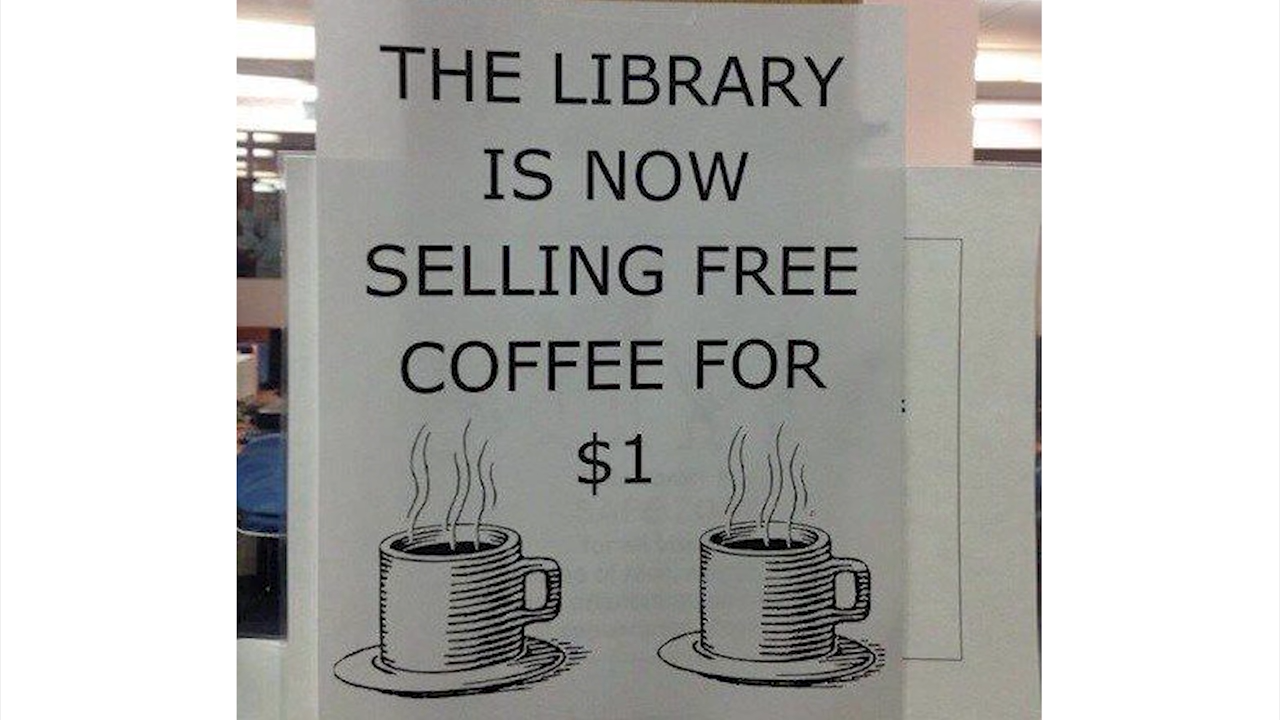 THE LIBRARY
IS NOW
SELLING FREE
COFFEE FOR
$1